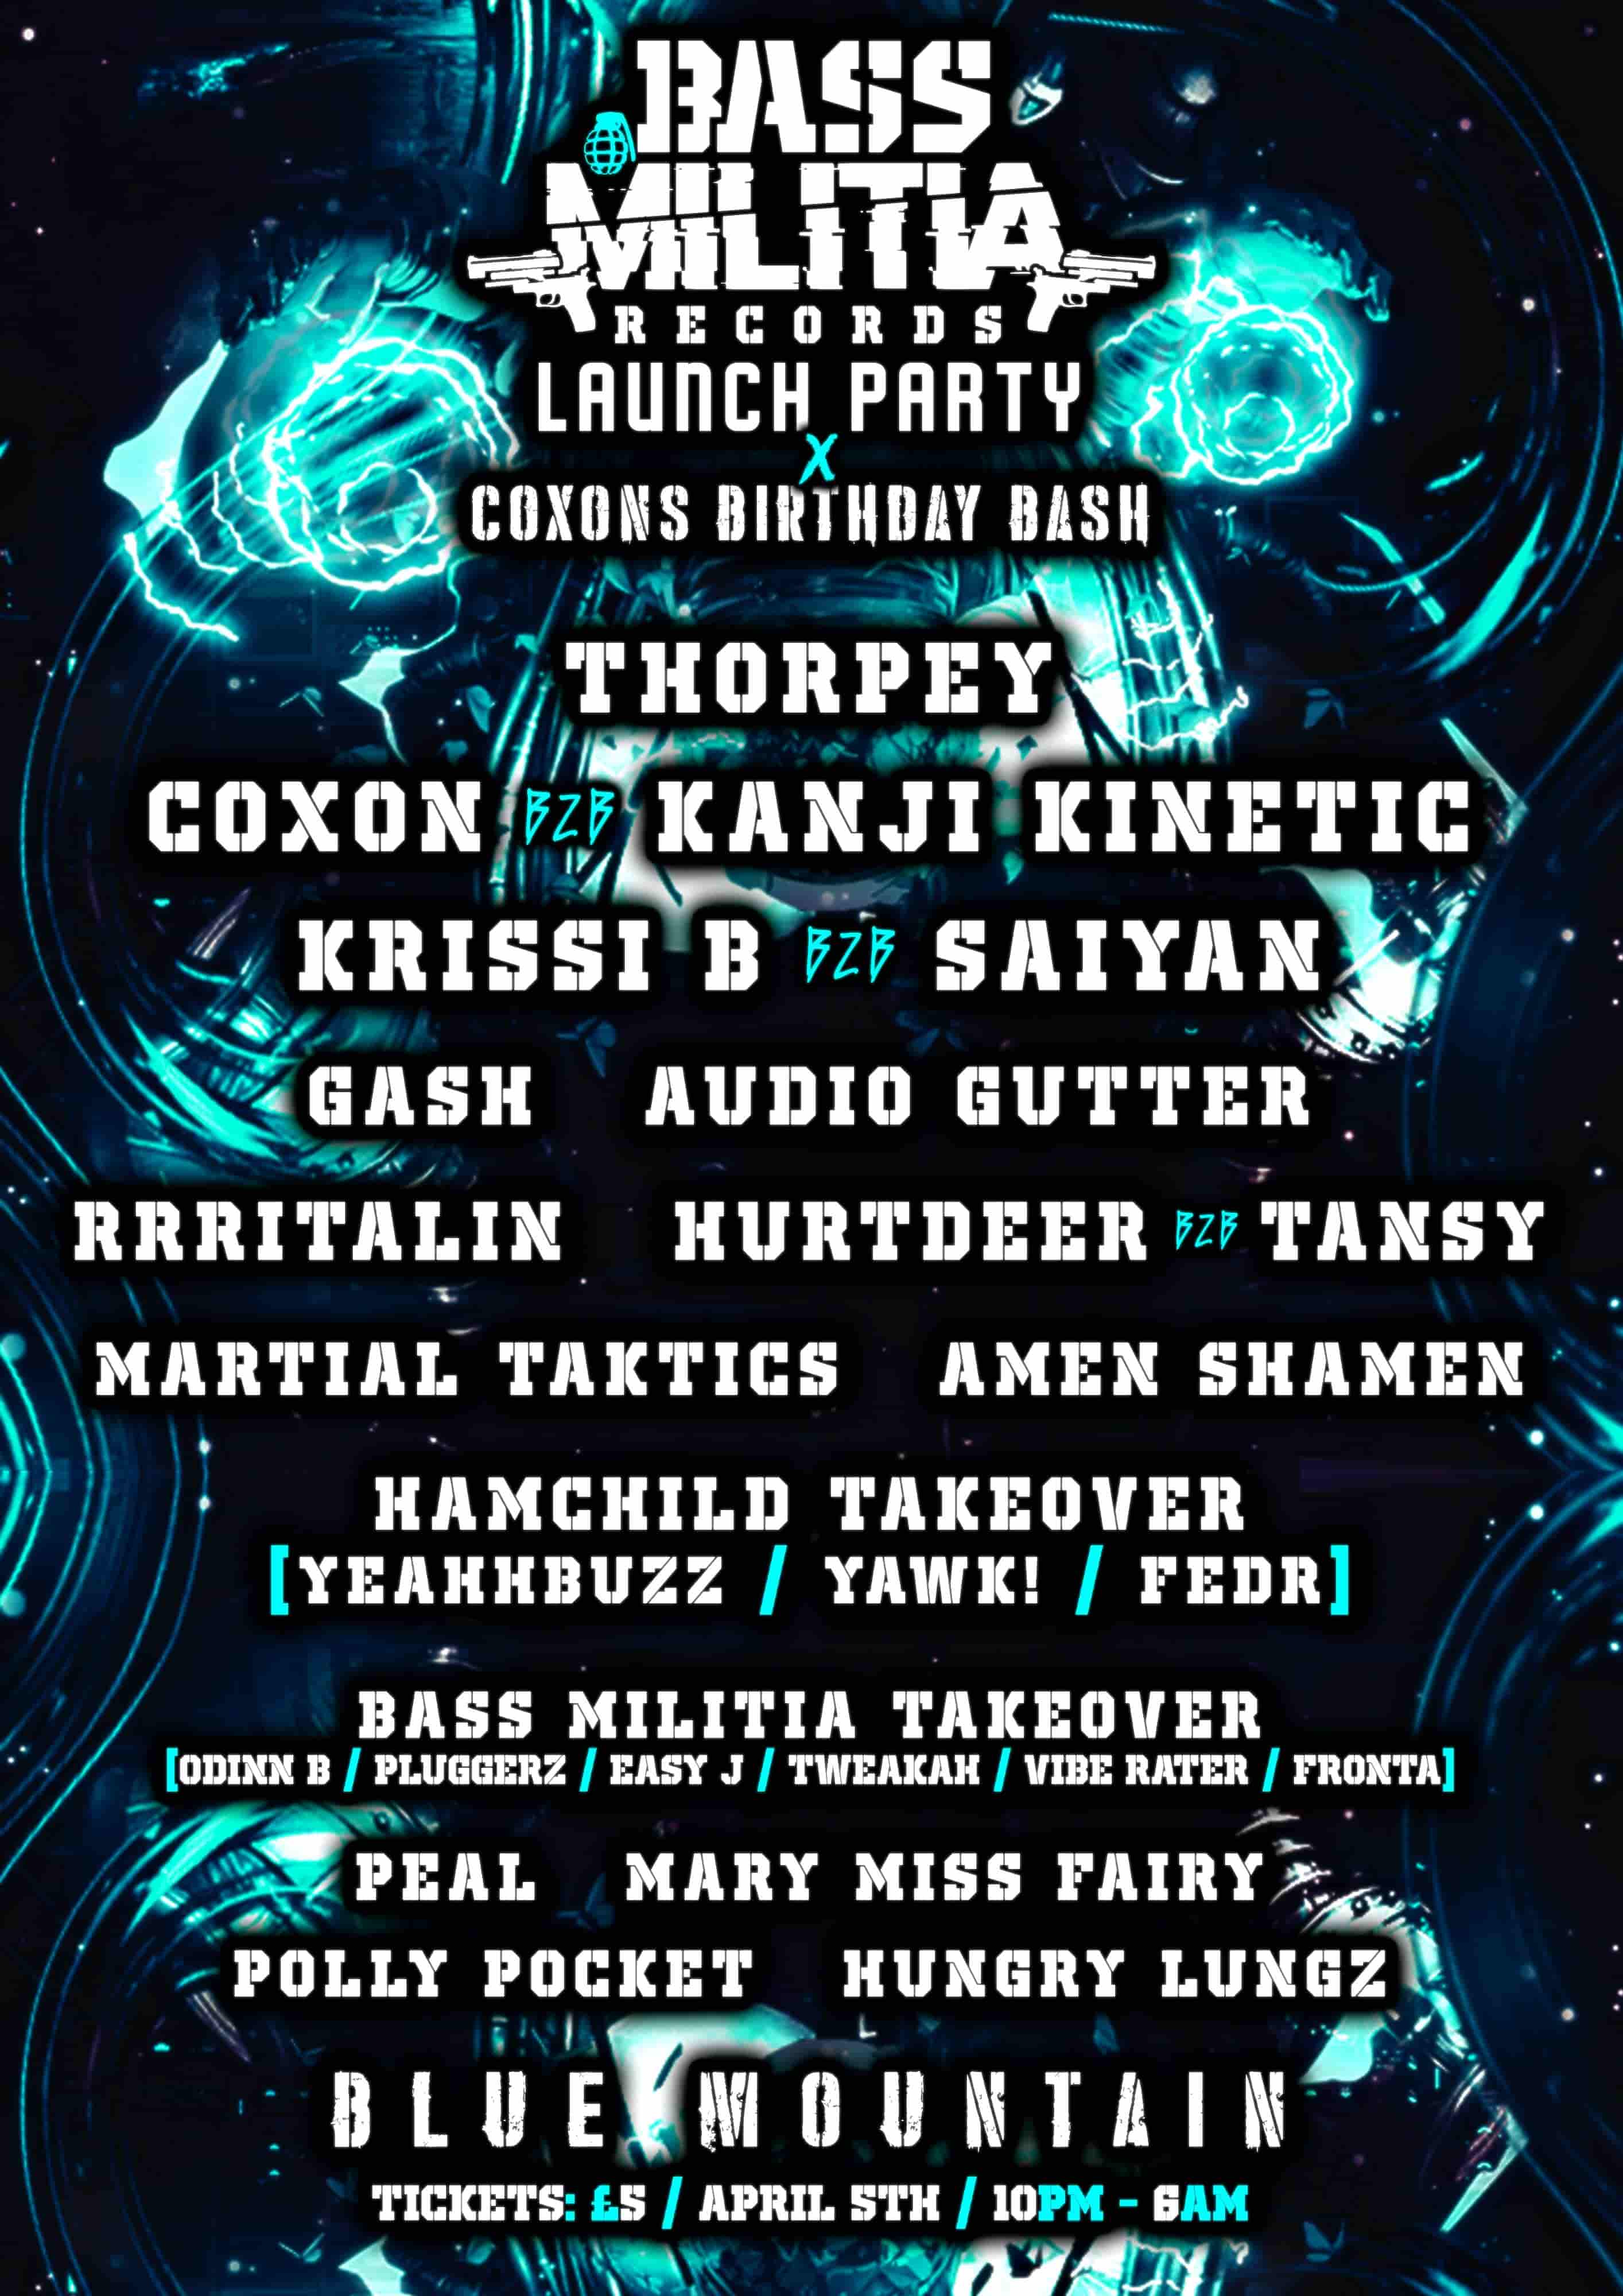 BASS
MILITIA
RECORDS
LAUNCH PARTY
X
COXONS BIRTHDAY BASH
THORPEY
COXON B2B KANJI KINETIC
KRISSI B B2B SAIYAN
GASH AUDIO GUTTER
RRRITALIN HURTDEER B2B TANSY
MARTIAL TAKTICS AMEN SHAMEN
HAMCHILD TAKEOVER
[YEAHHBUZZ / YAWK! / FEDR]
BASS MILITIA TAKEOVER
[ODINN B / PLUGGERZ / EASY J / TWEAKAH / VIBE RATER / FRONTA]
PEAL MARY MISS FAIRY
POLLY POCKET HUNGRY LUNGZ
BLUE MOUNTAIN
TICKETS: £5 / APRIL 5TH / 10PM - 6AM